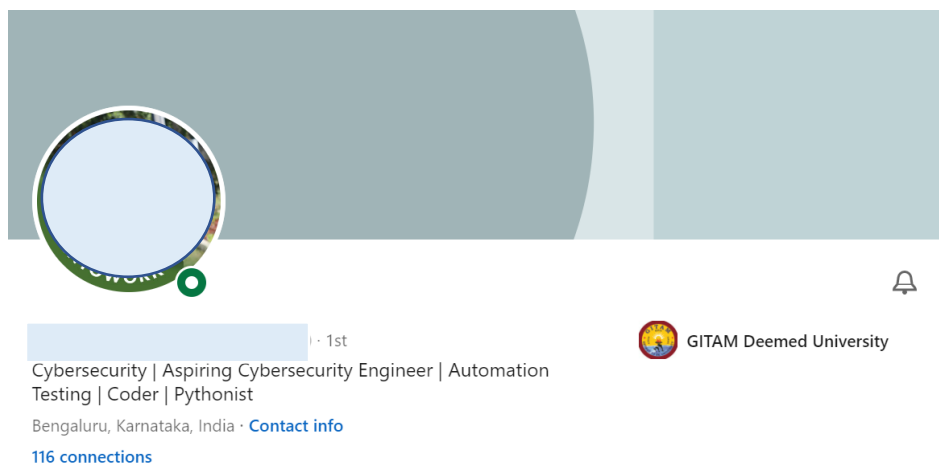 · 1st
GITAM Deemed University
Cybersecurity | Aspiring Cybersecurity Engineer | Automation
Testing | Coder | Pythonist
Bengaluru, Karnataka, India · Contact info
116 connections